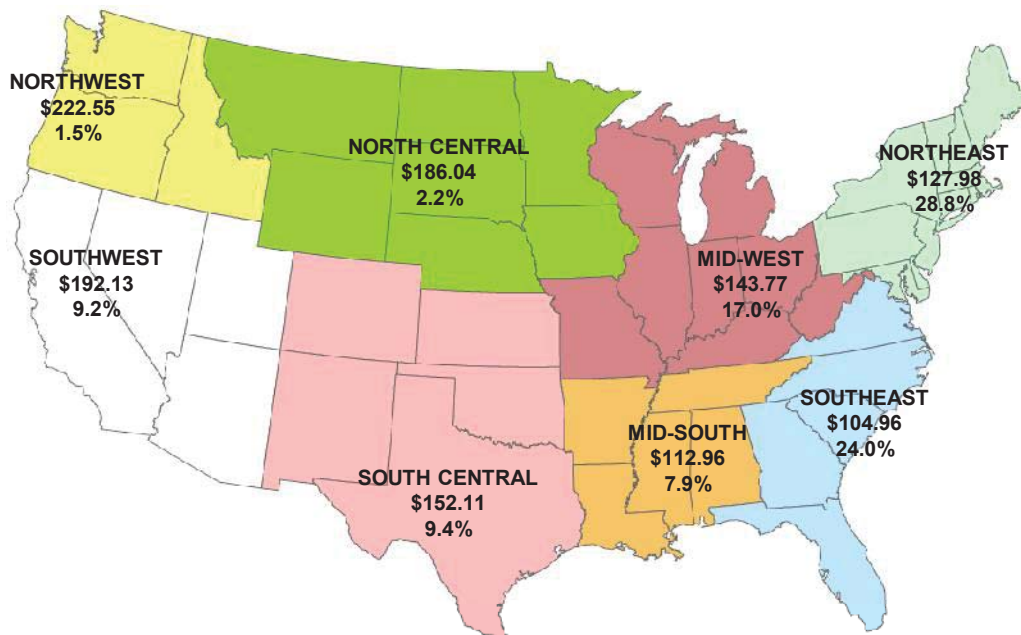 NORTHWEST
$222.55
1.5%
NORTH CENTRAL
$186.04
2.2%
NORTHEAST
$127.98
28.8%
SOUTHWEST
$192.13
9.2%
MID-WEST
$143.77
17.0%
SOUTHEAST
$104.96
24.0%
MID-SOUTH
$112.96
7.9%
SOUTH CENTRAL
$152.11
9.4%